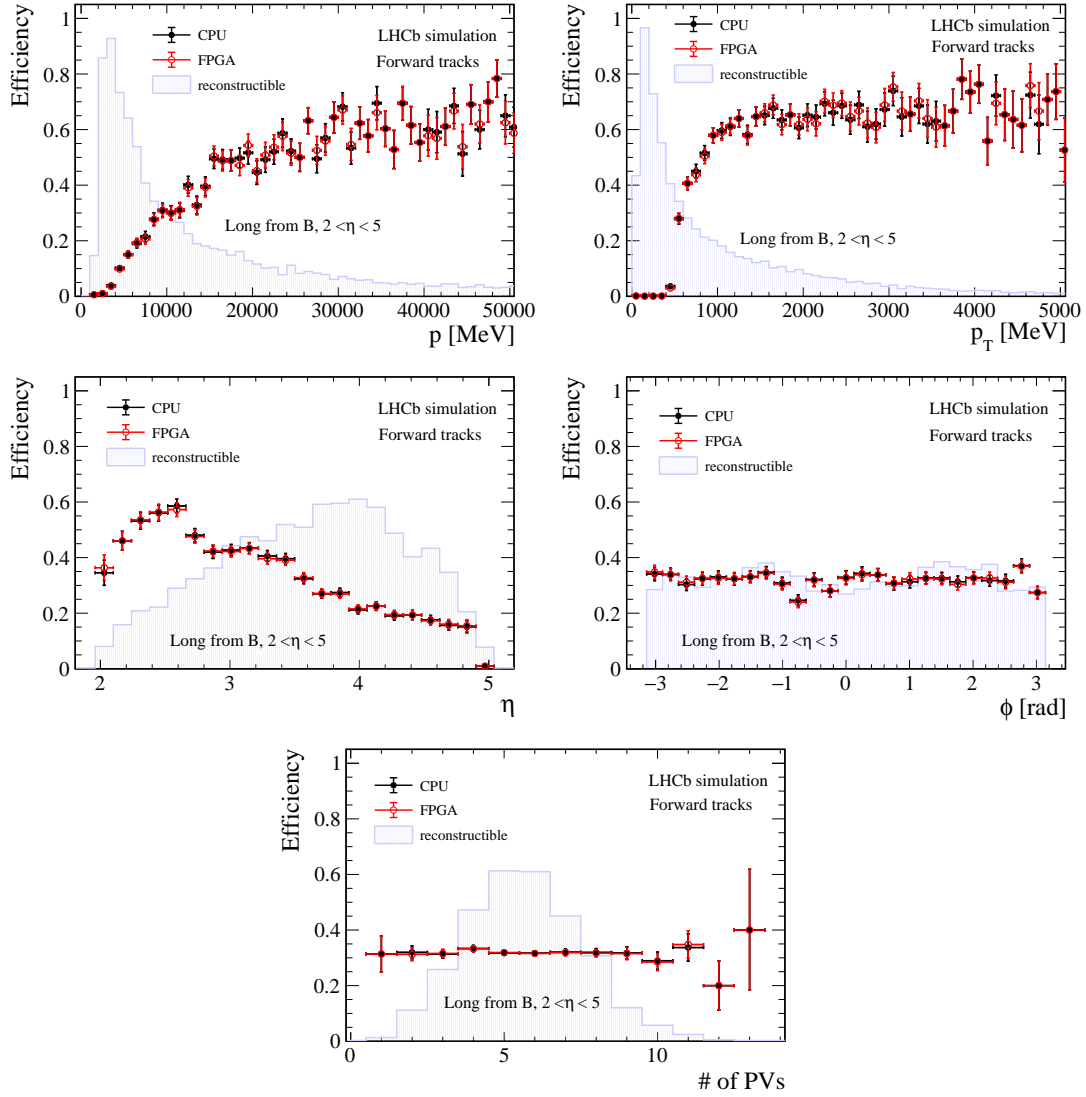 Efficiency
1
0.8
0.6
0.4
0.2
0
CPU
FPGA
reconstructible
LHCb simulation
Forward tracks
Long from B, 2 <η< 5
0 10000 20000 30000 40000 50000
p [MeV]
Efficiency
1
0.8
0.6
0.4
0.2
0
CPU
FPGA
reconstructible
LHCb simulation
Forward tracks
Long from B, 2 <η< 5
0 1000 2000 3000 4000 5000
p_T [MeV]
Efficiency
1
0.8
0.6
0.4
0.2
0
CPU
FPGA
reconstructible
LHCb simulation
Forward tracks
Long from B, 2 <η< 5
2 3 4 5
η
Efficiency
1
0.8
0.6
0.4
0.2
0
CPU
FPGA
reconstructible
LHCb simulation
Forward tracks
Long from B, 2 <η< 5
−3 −2 −1 0 1 2 3
ϕ [rad]
Efficiency
1
0.8
0.6
0.4
0.2
0
CPU
FPGA
reconstructible
LHCb simulation
Forward tracks
Long from B, 2 <η< 5
0 5 10
# of PVs